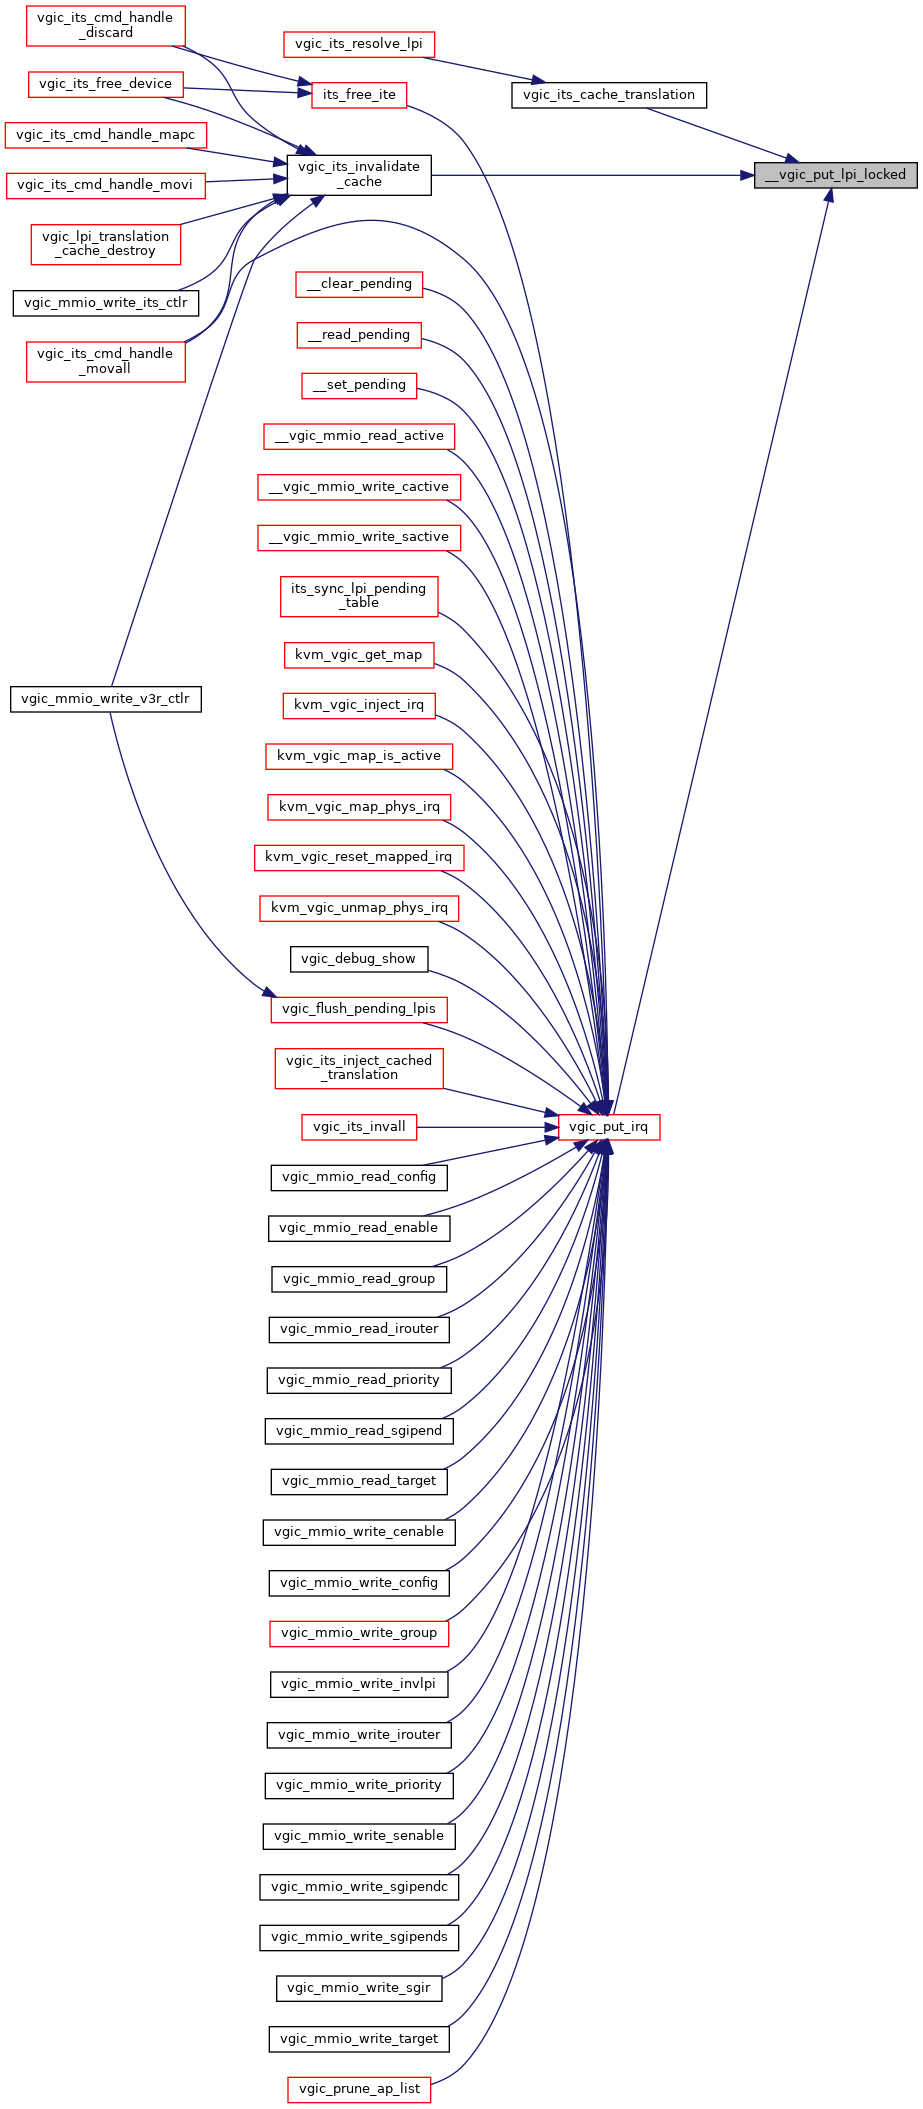 vgic_its_cmd_handle
_discard
vgic_its_resolve_lpi
vgic_its_free_device
its_free_ite
vgic_its_cache_translation
vgic_its_cmd_handle_mapc
vgic_its_invalidate
_cache
__vgic_put_lpi_locked
vgic_its_cmd_handle_movi
vgic_lpi_translation
_cache_destroy
vgic_mmio_write_its_ctlr
vgic_its_cmd_handle
_movall
__clear_pending
__read_pending
__set_pending
__vgic_mmio_read_active
__vgic_mmio_write_cactive
__vgic_mmio_write_sactive
its_sync_lpi_pending
_table
kvm_vgic_get_map
vgic_mmio_write_v3r_ctlr
kvm_vgic_inject_irq
kvm_vgic_map_is_active
kvm_vgic_map_phys_irq
kvm_vgic_reset_mapped_irq
kvm_vgic_unmap_phys_irq
vgic_debug_show
vgic_flush_pending_lpis
vgic_its_inject_cached
_translation
vgic_its_invall
vgic_put_irq
vgic_mmio_read_config
vgic_mmio_read_enable
vgic_mmio_read_group
vgic_mmio_read_irouter
vgic_mmio_read_priority
vgic_mmio_read_sgipend
vgic_mmio_read_target
vgic_mmio_write_cenable
vgic_mmio_write_config
vgic_mmio_write_group
vgic_mmio_write_invlpi
vgic_mmio_write_irouter
vgic_mmio_write_priority
vgic_mmio_write_senable
vgic_mmio_write_sgipendc
vgic_mmio_write_sgipends
vgic_mmio_write_sgir
vgic_mmio_write_target
vgic_prune_ap_list